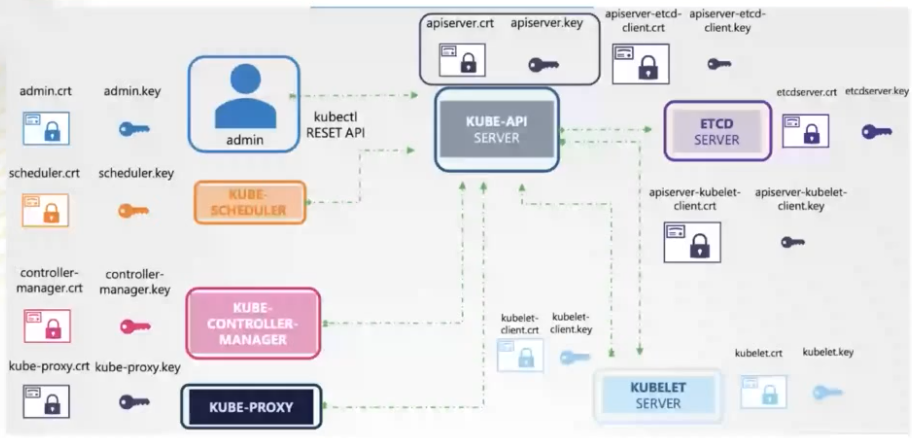 apiserver.crt apiserver.key
apiserver-etcd-
client.crt
apiserver-etcd-
client.key
admin.crt admin.key
admin
kubectl
RESET API
KUBE-API
SERVER
ETCD
SERVER
etcdserver.crt etcdserver.key
scheduler.crt scheduler.key
KUBE-
SCHEDULER
apiserver-kubelet-
client.crt
apiserver-kubelet-
client.key
controller-
manager.crt
controller-
manager.key
KUBE-
CONTROLLER-
MANAGER
kubelet-
client.crt
kubelet-
client.key
kube-proxy.crt kube-proxy.key
KUBE-PROXY
KUBELET
SERVER
kubelet.crt kubelet.key